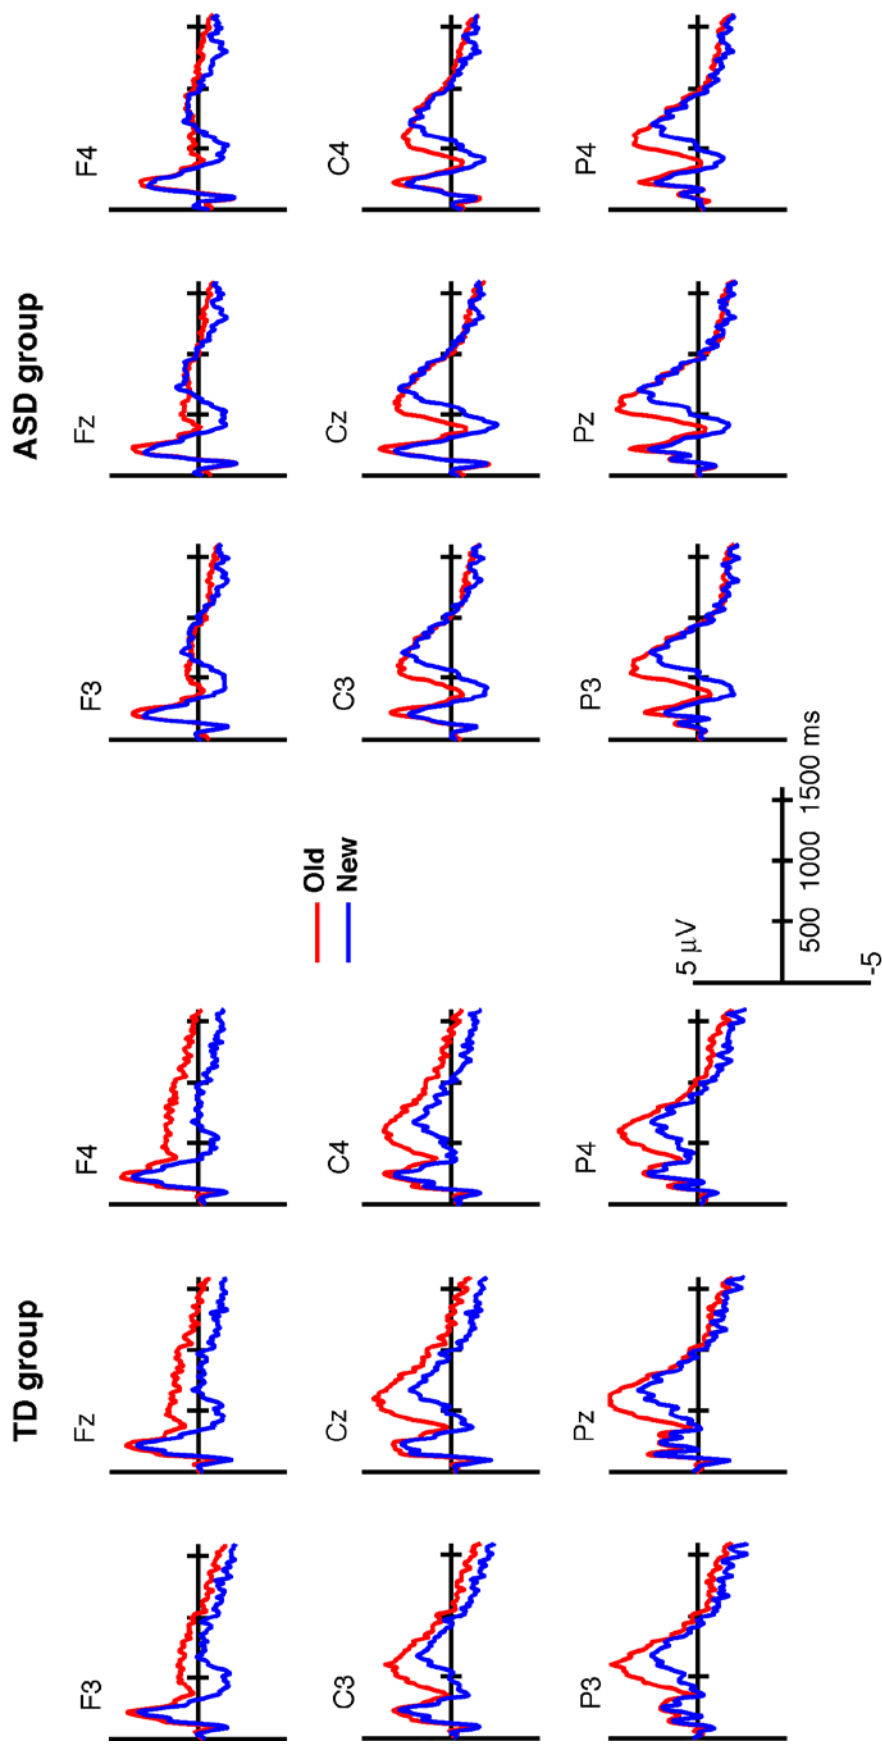 TD group
ASD group
F3
Fz
F4
F3
Fz
F4
Old
New
C3
Cz
C4
C3
Cz
C4
P3
Pz
P4
P3
Pz
P4
5 μV
500 1000 1500 ms
-5